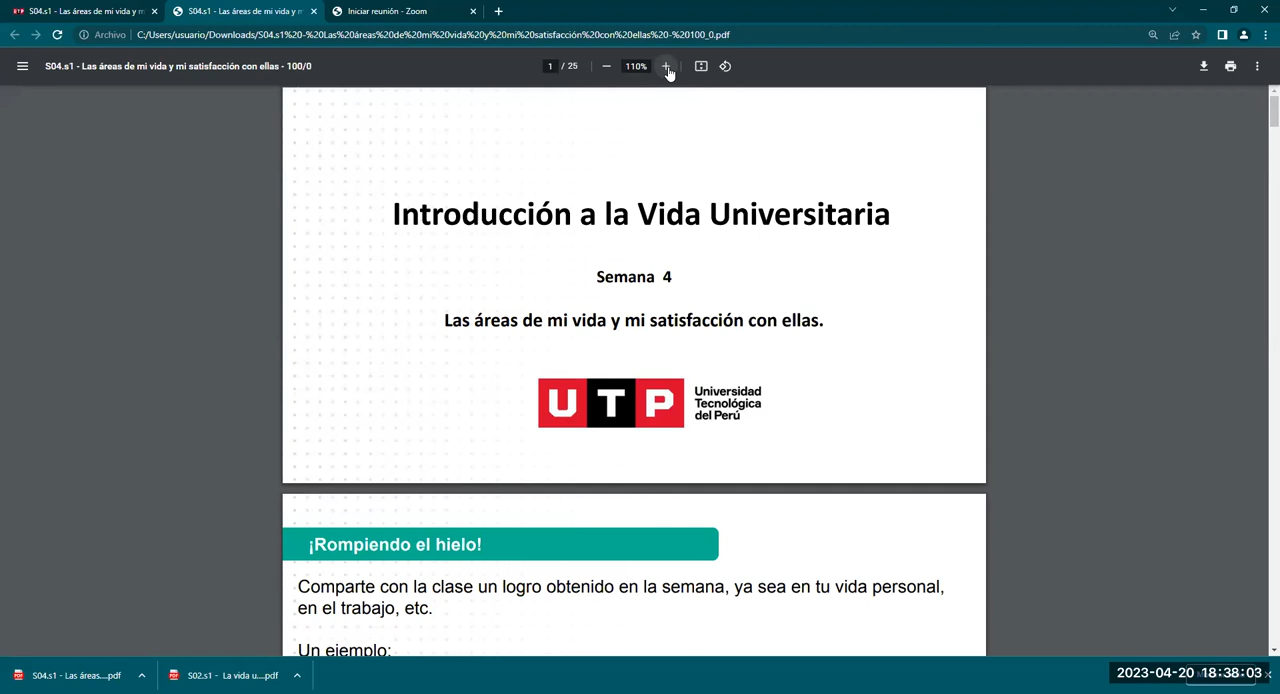 S04.s1 - Las áreas de mi vida y m
S04.s1 - Las áreas de mi vida y m
Iniciar reunión - Zoom
Archivo
C:/Users/usuario/Downloads/S04.s1%20-%20Las%20áreas%20de%20mi%20vida%20y%20mi%20satisfacción%20con%20ellas%20-%20100_0.pdf
S04.s1 - Las áreas de mi vida y mi satisfacción con ellas - 100/0
1 / 25
110%
Introducción a la Vida Universitaria
Semana 4
Las áreas de mi vida y mi satisfacción con ellas.
UTP
Universidad
Tecnológica
del Perú
¡Rompiendo el hielo!
Comparte con la clase un logro obtenido en la semana, ya sea en tu vida personal,
en el trabajo, etc.
Un ejemplo:
S04.s1 - Las áreas....pdf
S02.s1 - La vida u....pdf
2023-04-20 18:38:03